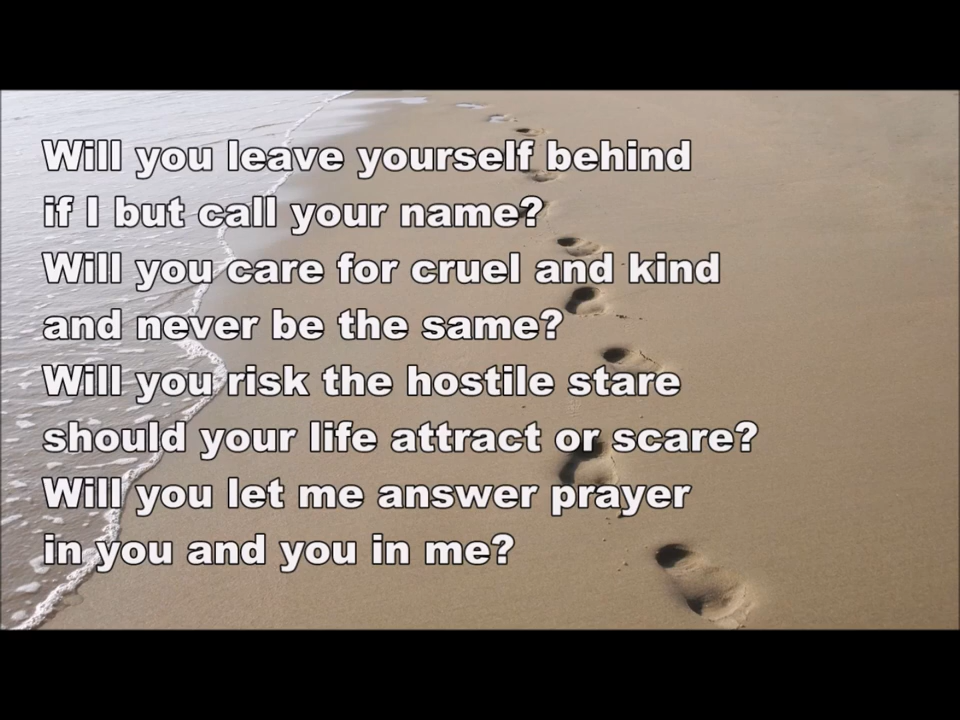 Will you leave yourself behind
if I but call your name?
Will you care for cruel and kind
and never be the same?
Will you risk the hostile stare
should your life attract or scare?
Will you let me answer prayer
in you and you in me?